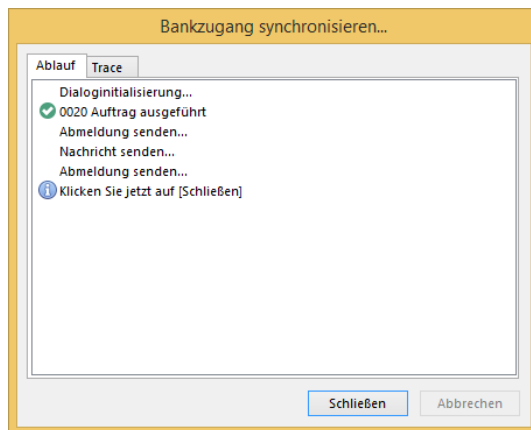 Bankzugang synchronisieren...
Ablauf Trace
Dialoginitialisierung...
0020 Auftrag ausgeführt
Abmeldung senden...
Nachricht senden...
Abmeldung senden...
Klicken Sie jetzt auf [Schließen]
Schließen Abbrechen